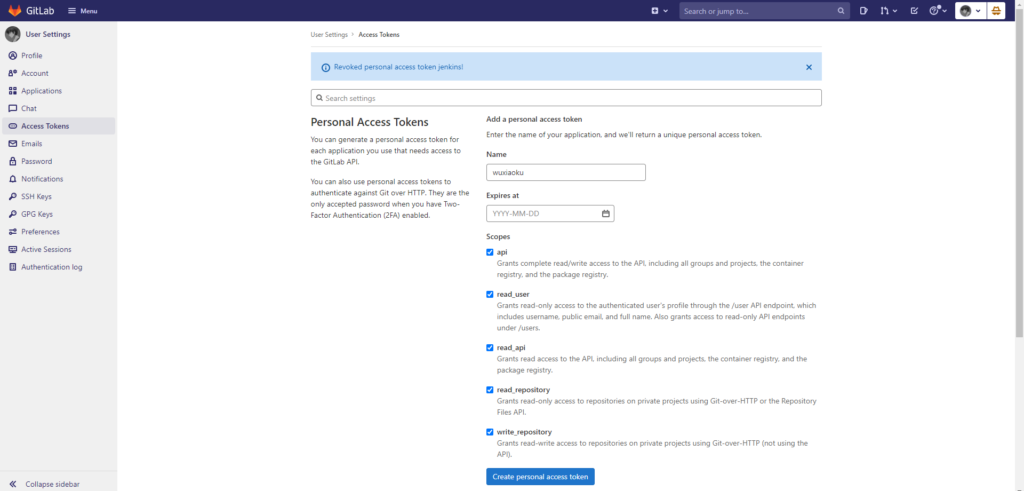 GitLab
Menu
Search or jump to...
User Settings
Profile
Account
Applications
Chat
Access Tokens
Emails
Password
Notifications
SSH Keys
GPG Keys
Preferences
Active Sessions
Authentication log
Collapse sidebar
User Settings > Access Tokens
Revoked personal access token jenkins!
Search settings
Personal Access Tokens
You can generate a personal access token for
each application you use that needs access to
the GitLab API.
You can also use personal access tokens to
authenticate against Git over HTTP. They are the
only accepted password when you have Two-
Factor Authentication (2FA) enabled.
Add a personal access token
Enter the name of your application, and we'll return a unique personal access token.
Name
wuxiaoku
Expires at
YYYY-MM-DD
Scopes
api
Grants complete read/write access to the API, including all groups and projects, the container
registry, and the package registry.
read_user
Grants read-only access to the authenticated user's profile through the /user API endpoint, which
includes username, public email, and full name. Also grants access to read-only API endpoints
under /users.
read_api
Grants read access to the API, including all groups and projects, the container registry, and the
package registry.
read_repository
Grants read-only access to repositories on private projects using Git-over-HTTP or the Repository
Files API.
write_repository
Grants read-write access to repositories on private projects using Git-over-HTTP (not using the
API).
Create personal access token